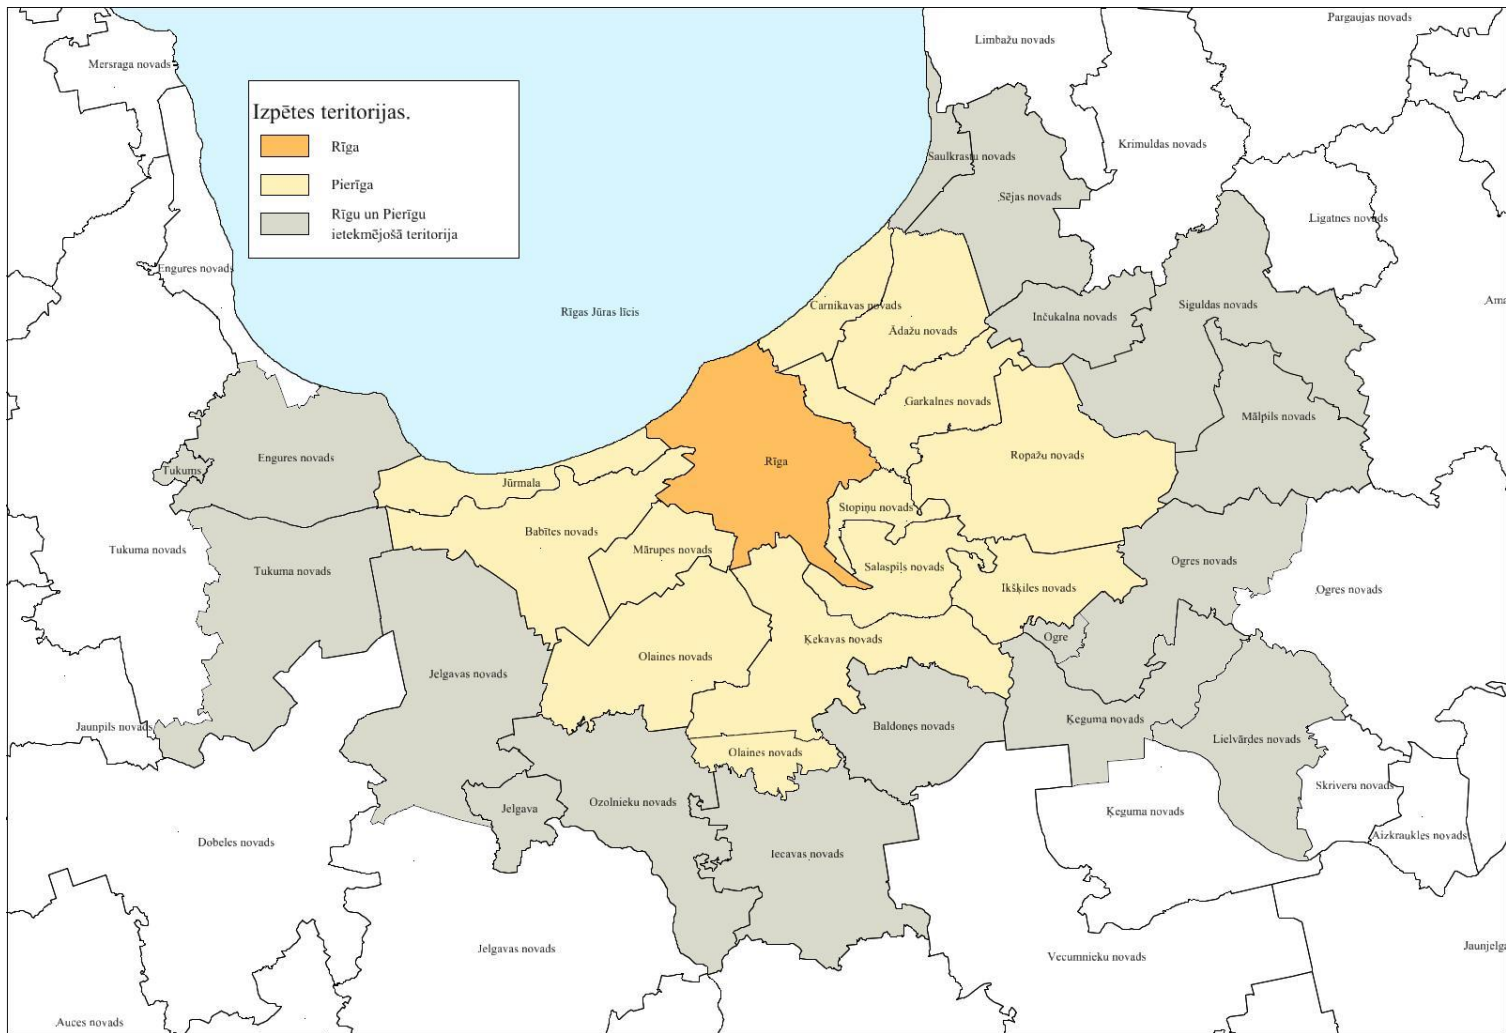 Pargaujas novads
Limbažu novads
Mersraga novads
Izpētes teritorijas.
Rīga
Pierīga
Rīgu un Pierīgu
ietekmējošā teritorija
Krimuldas novads
Saulkrastu novads
Sējas novads
Ligatnes novads
Engures novads
Siguldas novads
Ama
Carnikavas novads
Rīgas Jūras līcis
Inčukalna novads
Ādažu novads
Garkalnes novads
Mālpils novads
Engures novads
Ropažu novads
Rīga
Tukums
Jūrmala
Stopiņu novads
Babītes novads
Tukuma novads
Mārupes novads
Ogres novads
Tukuma novads
Salaspiļs novads
Ikšķiles novads
Ogres novads
Ogre
Ķekavas novads
Olaines novads
Jelgavas novads
Jaunpils novads
Baldones novads
Ķeguma novads
Lielvārdes novads
Olaines novads
Skriveru novads
Ozolnieku novads
Jelgava
Ķeguma novads
Aizkraukles novads
Dobeles novads
Iecavas novads
Jelgavas novads
Jaunjelga
Vecumnieku novads
Auces novads